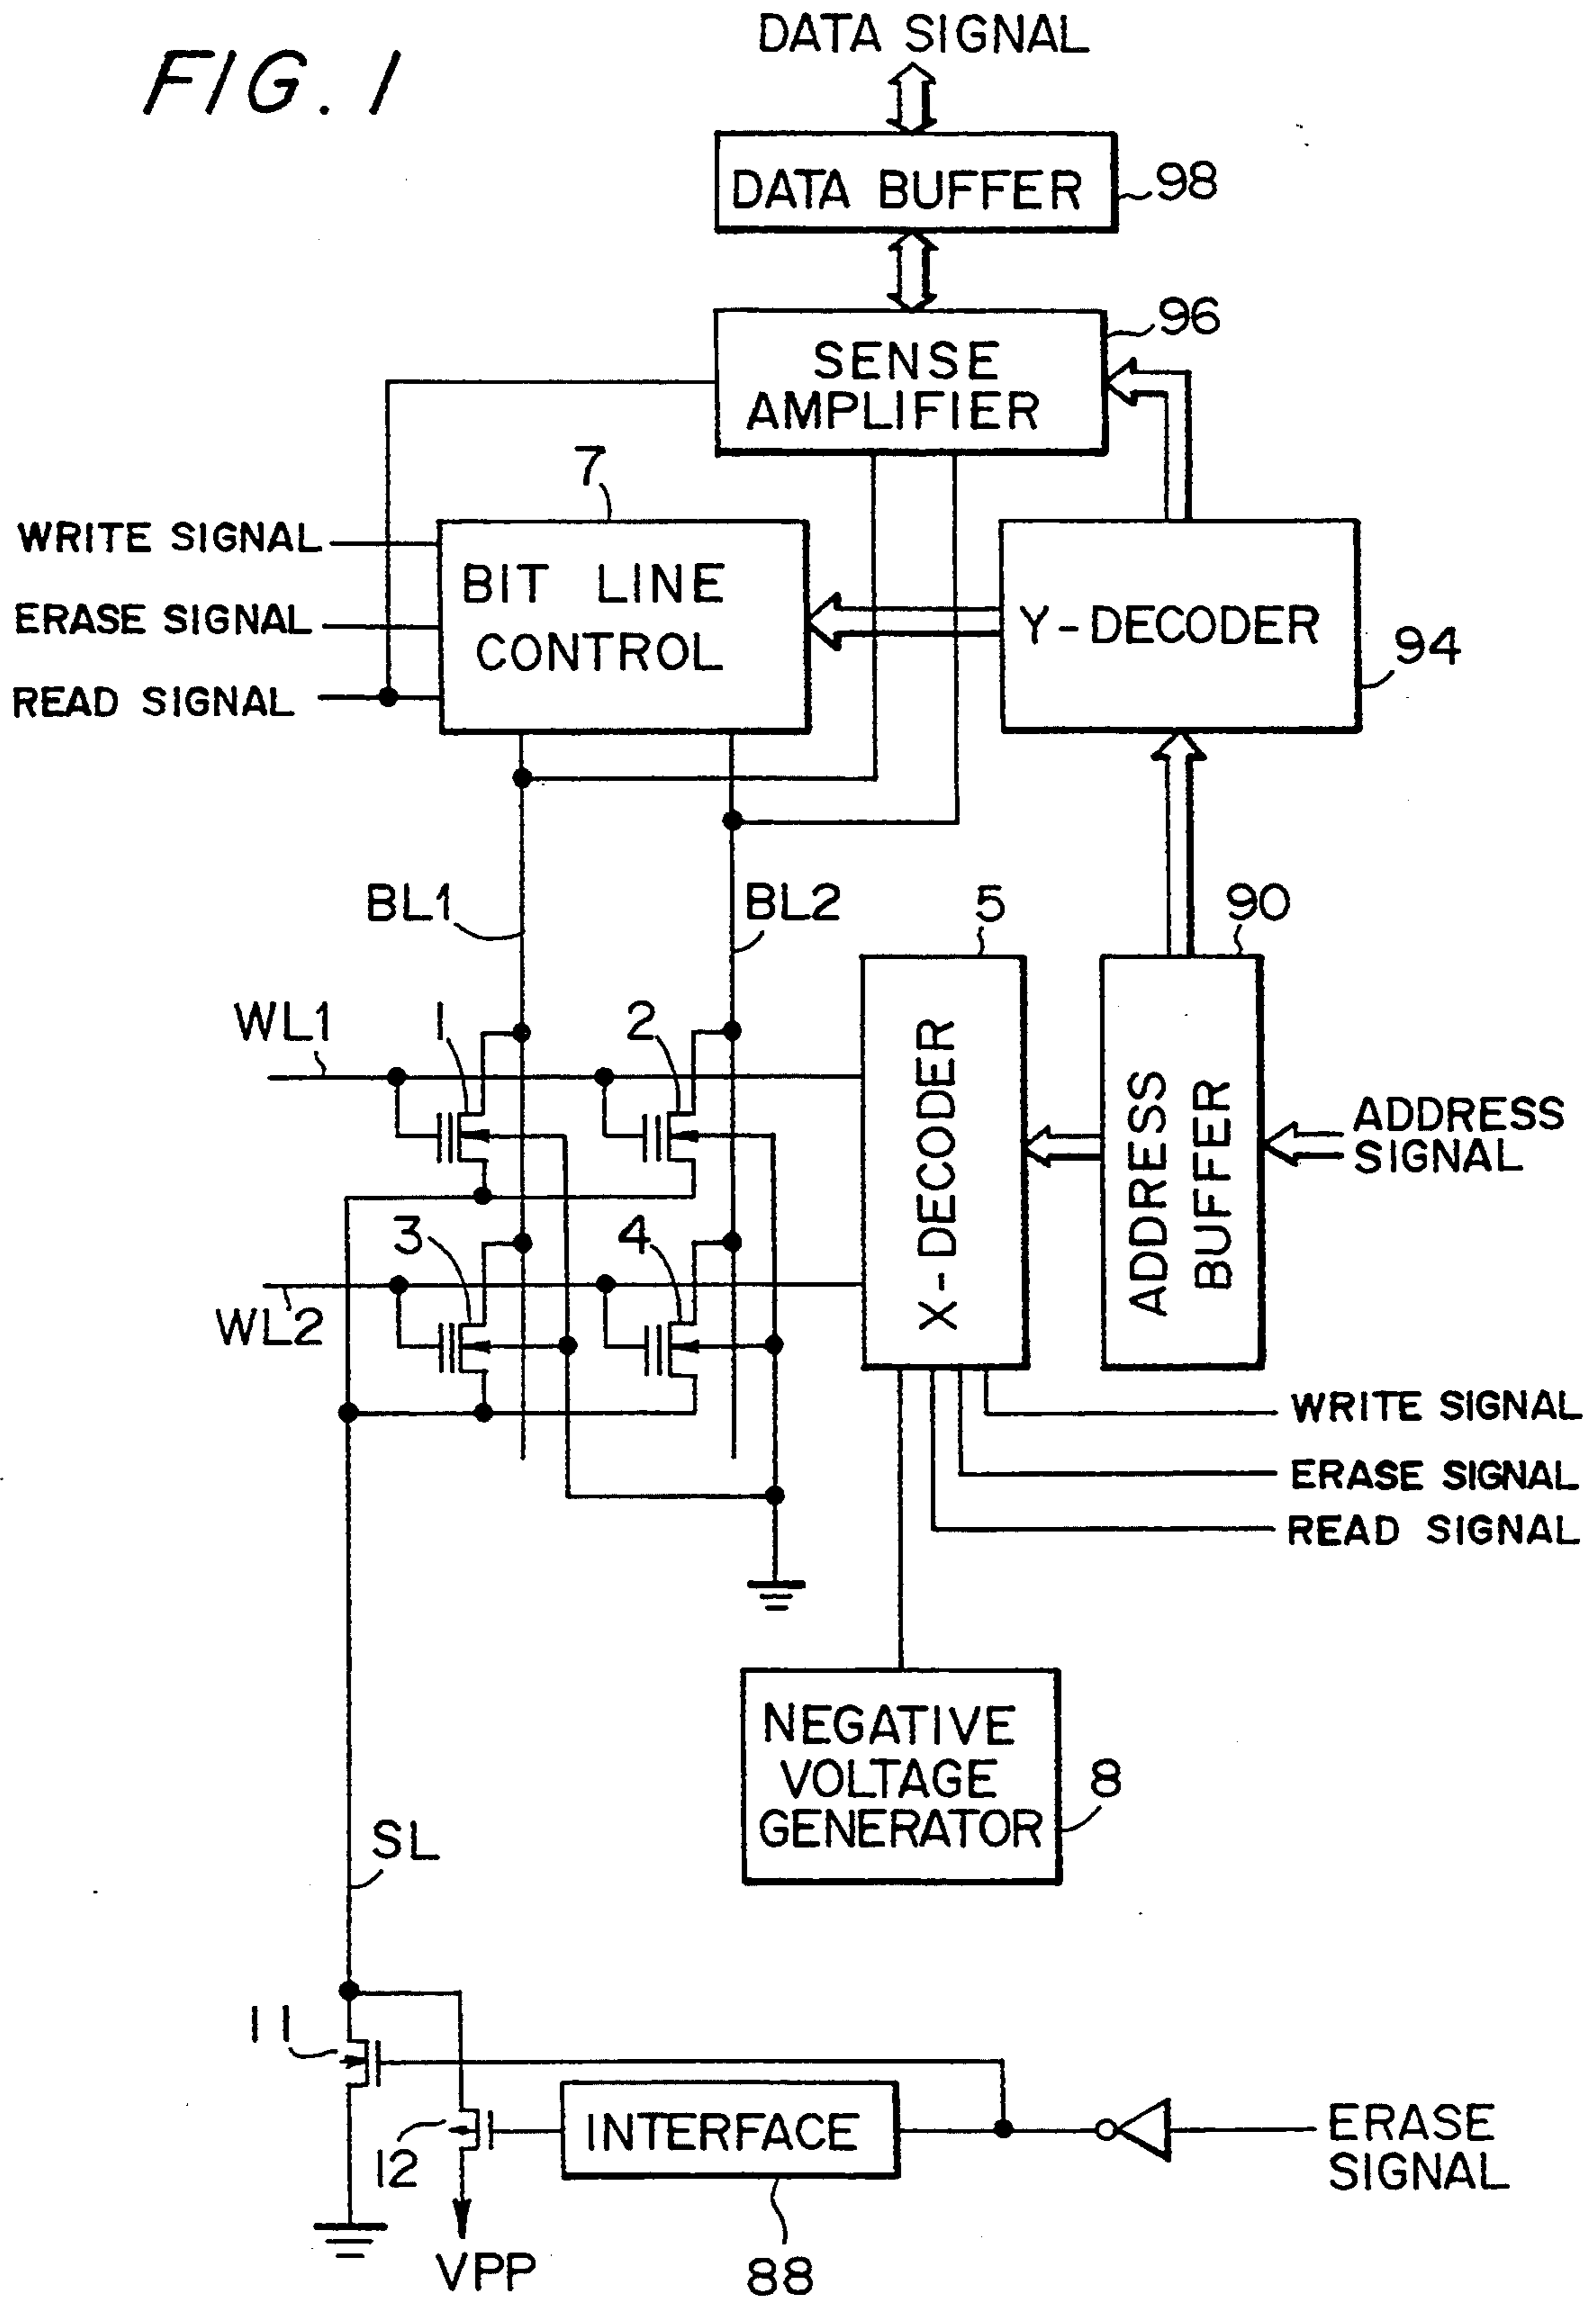 FIG. 1
DATA SIGNAL
DATA BUFFER
98
96
SENSE
AMPLIFIER
7
WRITE SIGNAL
ERASE SIGNAL
READ SIGNAL
BIT LINE
CONTROL
Y-DECODER
94
BL1
BL2
5
90
WL1
1
2
X-DECODER
ADDRESS
BUFFER
ADDRESS
SIGNAL
3
4
WL2
WRITE SIGNAL
ERASE SIGNAL
READ SIGNAL
NEGATIVE
VOLTAGE
GENERATOR
8
SL
11
12
INTERFACE
ERASE
SIGNAL
VPP
88